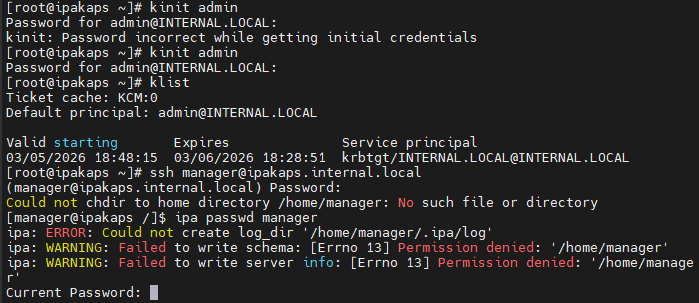 [root@ipakaps ~]# kinit admin
Password for admin@INTERNAL.LOCAL:
kinit: Password incorrect while getting initial credentials
[root@ipakaps ~]# kinit admin
Password for admin@INTERNAL.LOCAL:
[root@ipakaps ~]# klist
Ticket cache: KCM:0
Default principal: admin@INTERNAL.LOCAL
Valid starting       Expires              Service principal
03/05/2026 18:48:15  03/06/2026 18:28:51  krbtgt/INTERNAL.LOCAL@INTERNAL.LOCAL
[root@ipakaps ~]# ssh manager@ipakaps.internal.local
(manager@ipakaps.internal.local) Password:
Could not chdir to home directory /home/manager: No such file or directory
[manager@ipakaps /]$ ipa passwd manager
ipa: ERROR: Could not create log_dir '/home/manager/.ipa/log'
ipa: WARNING: Failed to write schema: [Errno 13] Permission denied: '/home/manager'
ipa: WARNING: Failed to write server info: [Errno 13] Permission denied: '/home/manage
r'
Current Password: